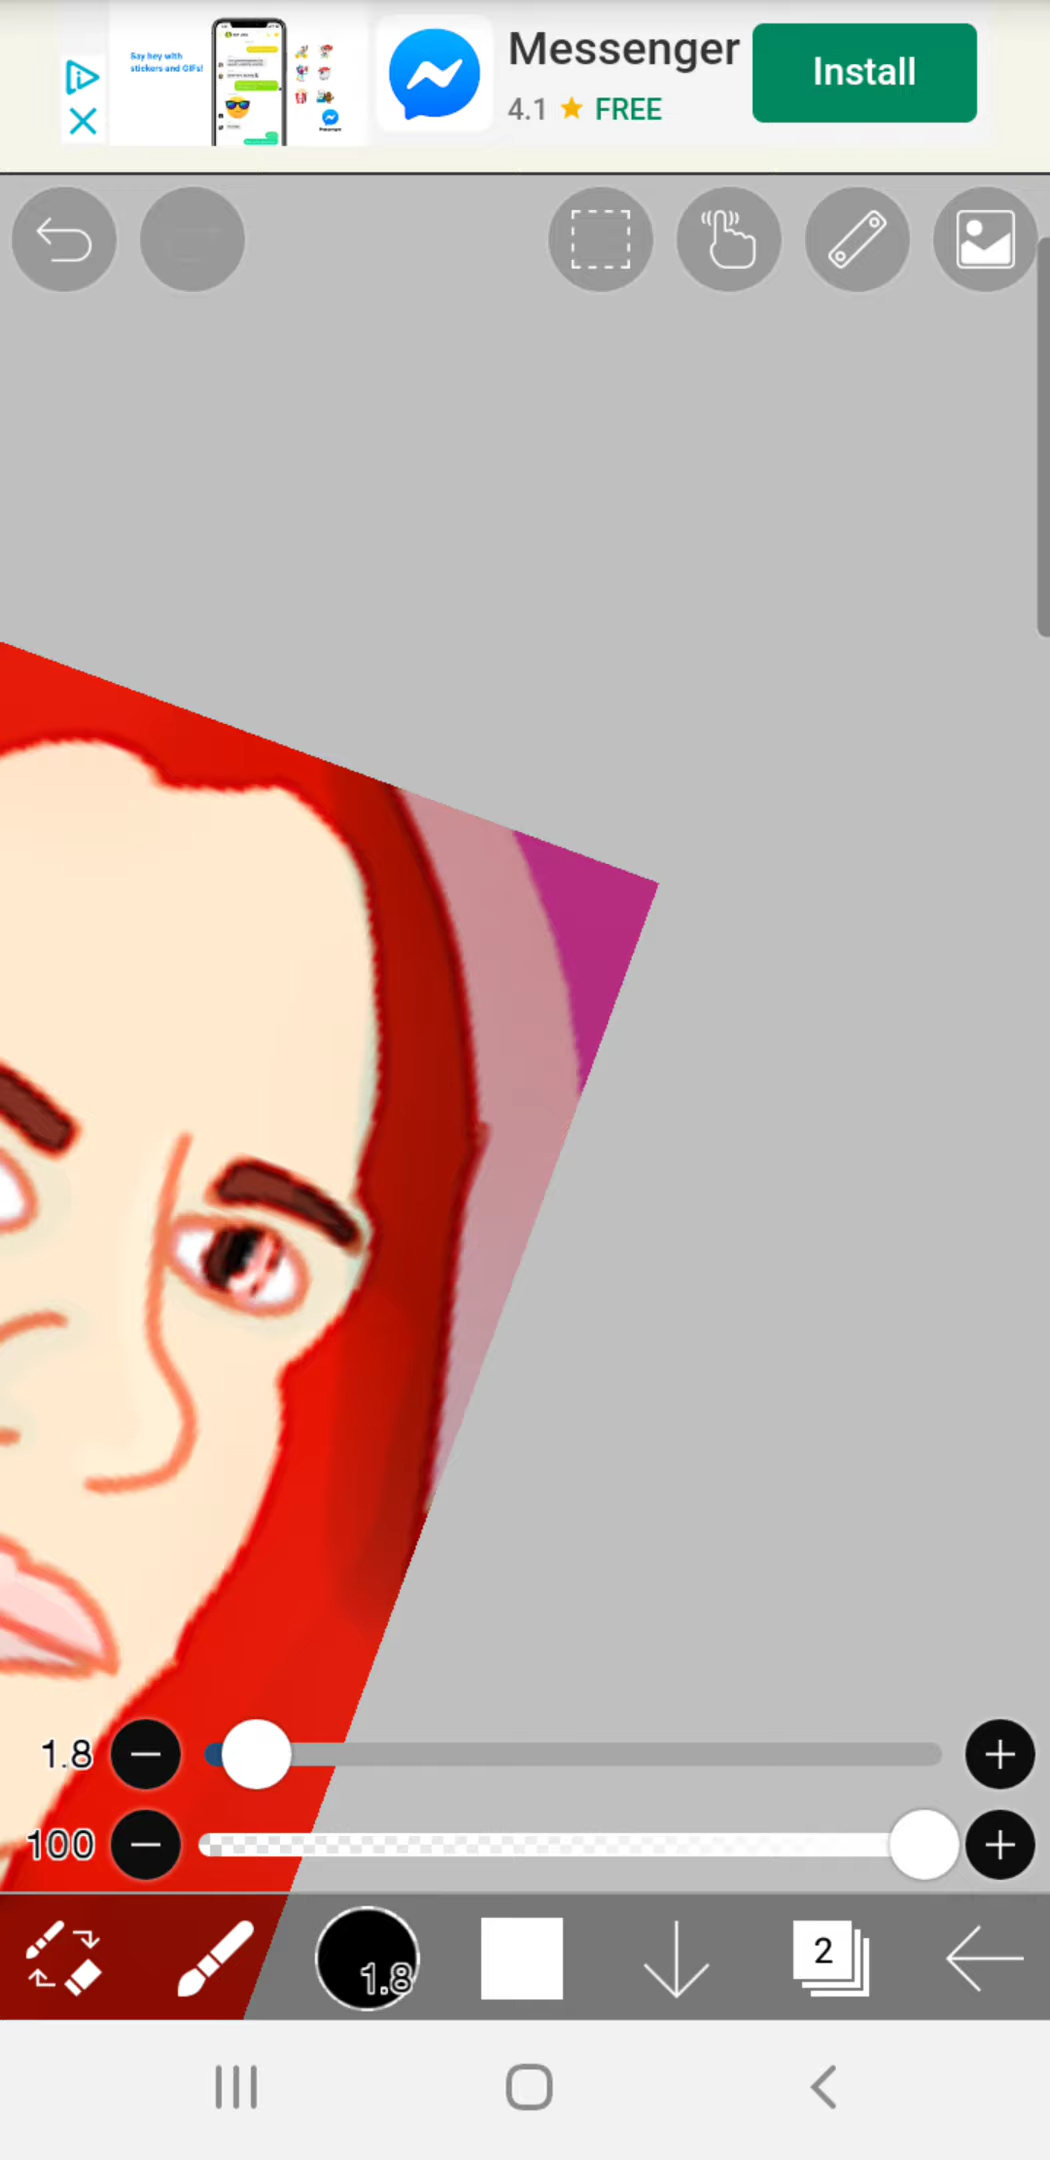 Say hey with
stickers and GIFs!
Messenger
4.1 FREE
Install
1.8
100
1.8
2